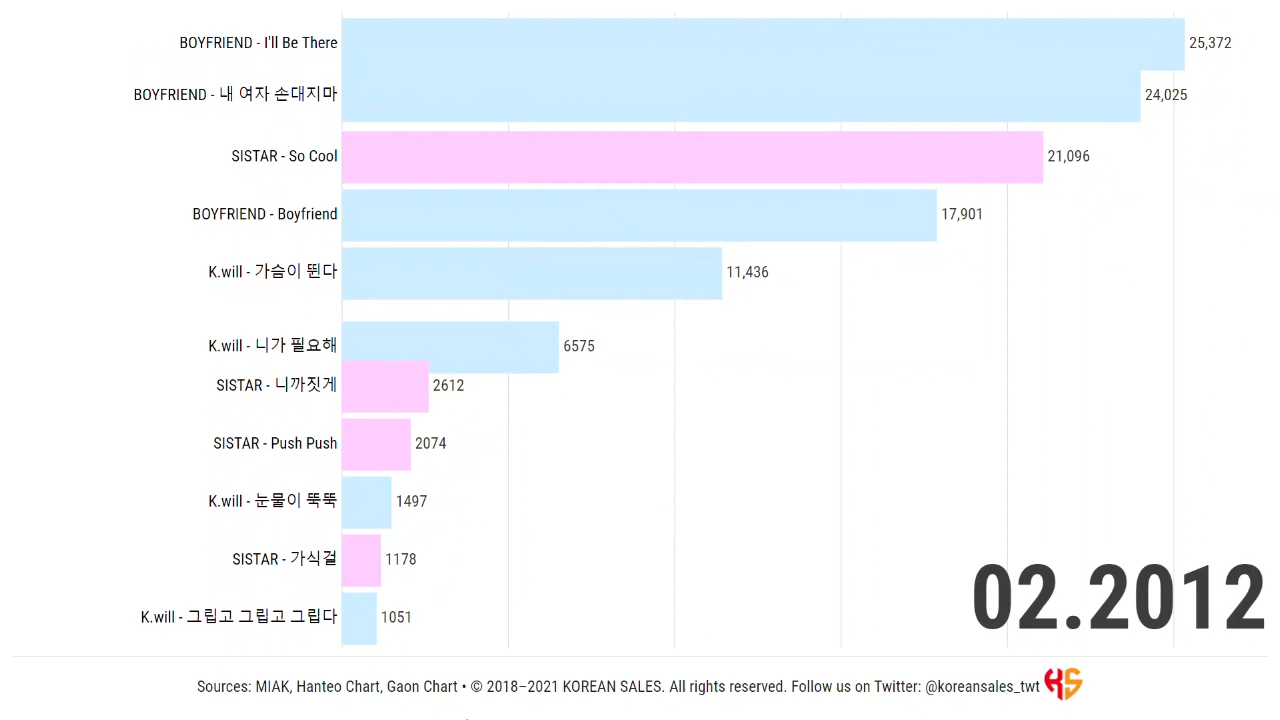 BOYFRIEND - I'll Be There 25,372
BOYFRIEND - 내 여자 손대지마 24,025
SISTAR - So Cool 21,096
BOYFRIEND - Boyfriend 17,901
K.will - 가슴이 뛴다 11,436
K.will - 니가 필요해 6575
SISTAR - 니까짓게 2612
SISTAR - Push Push 2074
K.will - 눈물이 뚝뚝 1497
SISTAR - 가식걸 1178
K.will - 그립고 그립고 그립다 1051
02.2012
Sources: MIAK, Hanteo Chart, Gaon Chart • © 2018–2021 KOREAN SALES. All rights reserved. Follow us on Twitter: @koreansales_twt KS